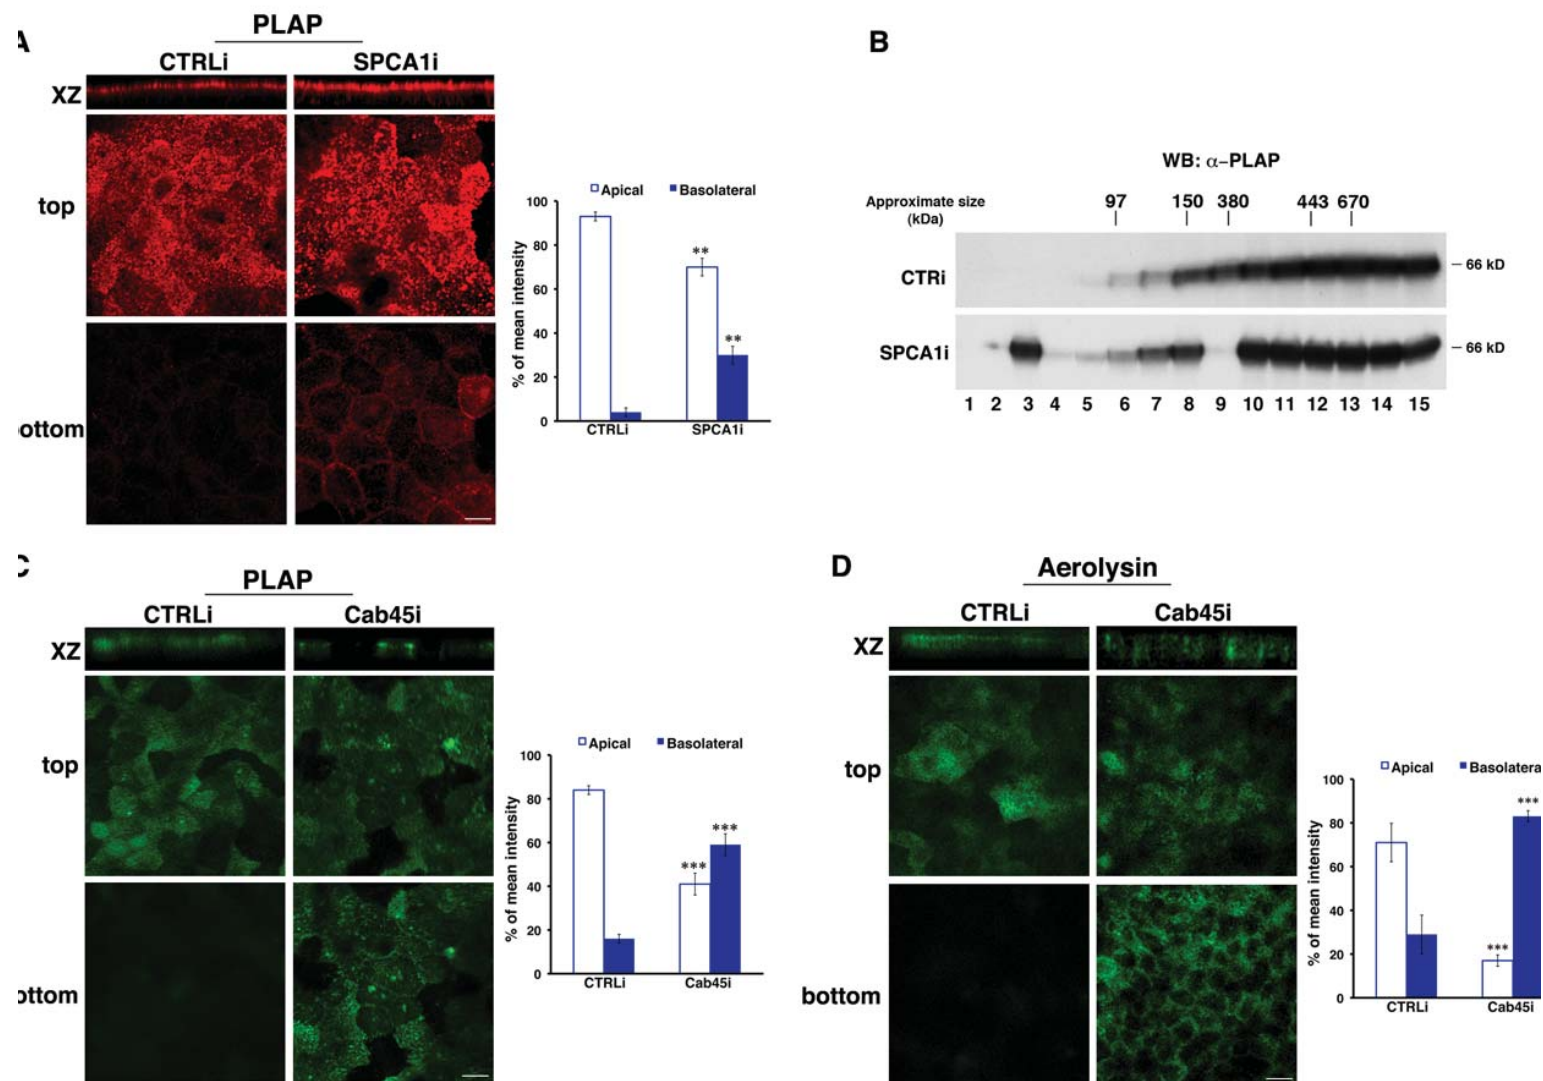 A
PLAP
CTRLi SPCA1i
XZ
top
ottom
Apical Basolateral
% of mean intensity
100
80
60
40
20
0
CTRLi SPCA1i
B
WB: α-PLAP
Approximate size
(kDa)
97 150 380 443 670
CTRi
66 kD
SPCA1i
66 kD
1 2 3 4 5 6 7 8 9 10 11 12 13 14 15
**
**
C
PLAP
CTRLi Cab45i
XZ
top
ottom
Apical Basolateral
% of mean intensity
100
80
60
40
20
0
***
***
CTRLi Cab45i
D
Aerolysin
CTRLi Cab45i
XZ
top
bottom
Apical Basolatera
% of mean intensity
100
80
60
40
20
0
***
***
CTRLi Cab45i